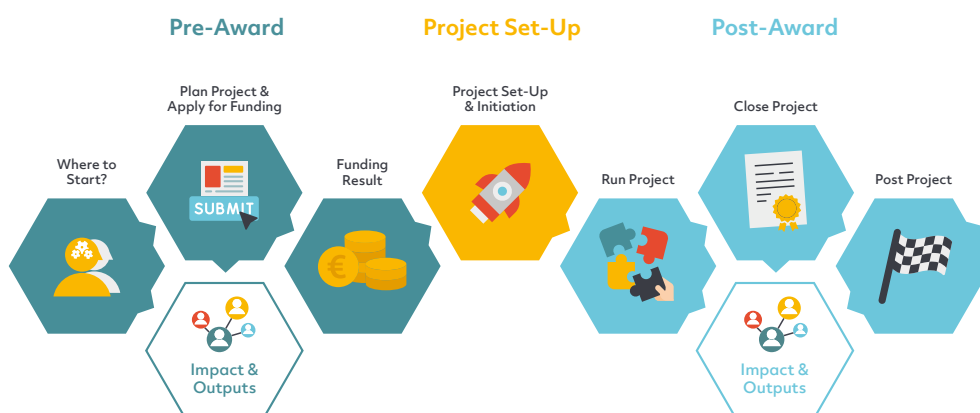 Pre-Award
Project Set-Up
Post-Award
Where to
Start?
Plan Project &
Apply for Funding
SUBMIT
Impact &
Outputs
Funding
Result
€
Project Set-Up
& Initiation
Run Project
Close Project
Impact &
Outputs
Post Project